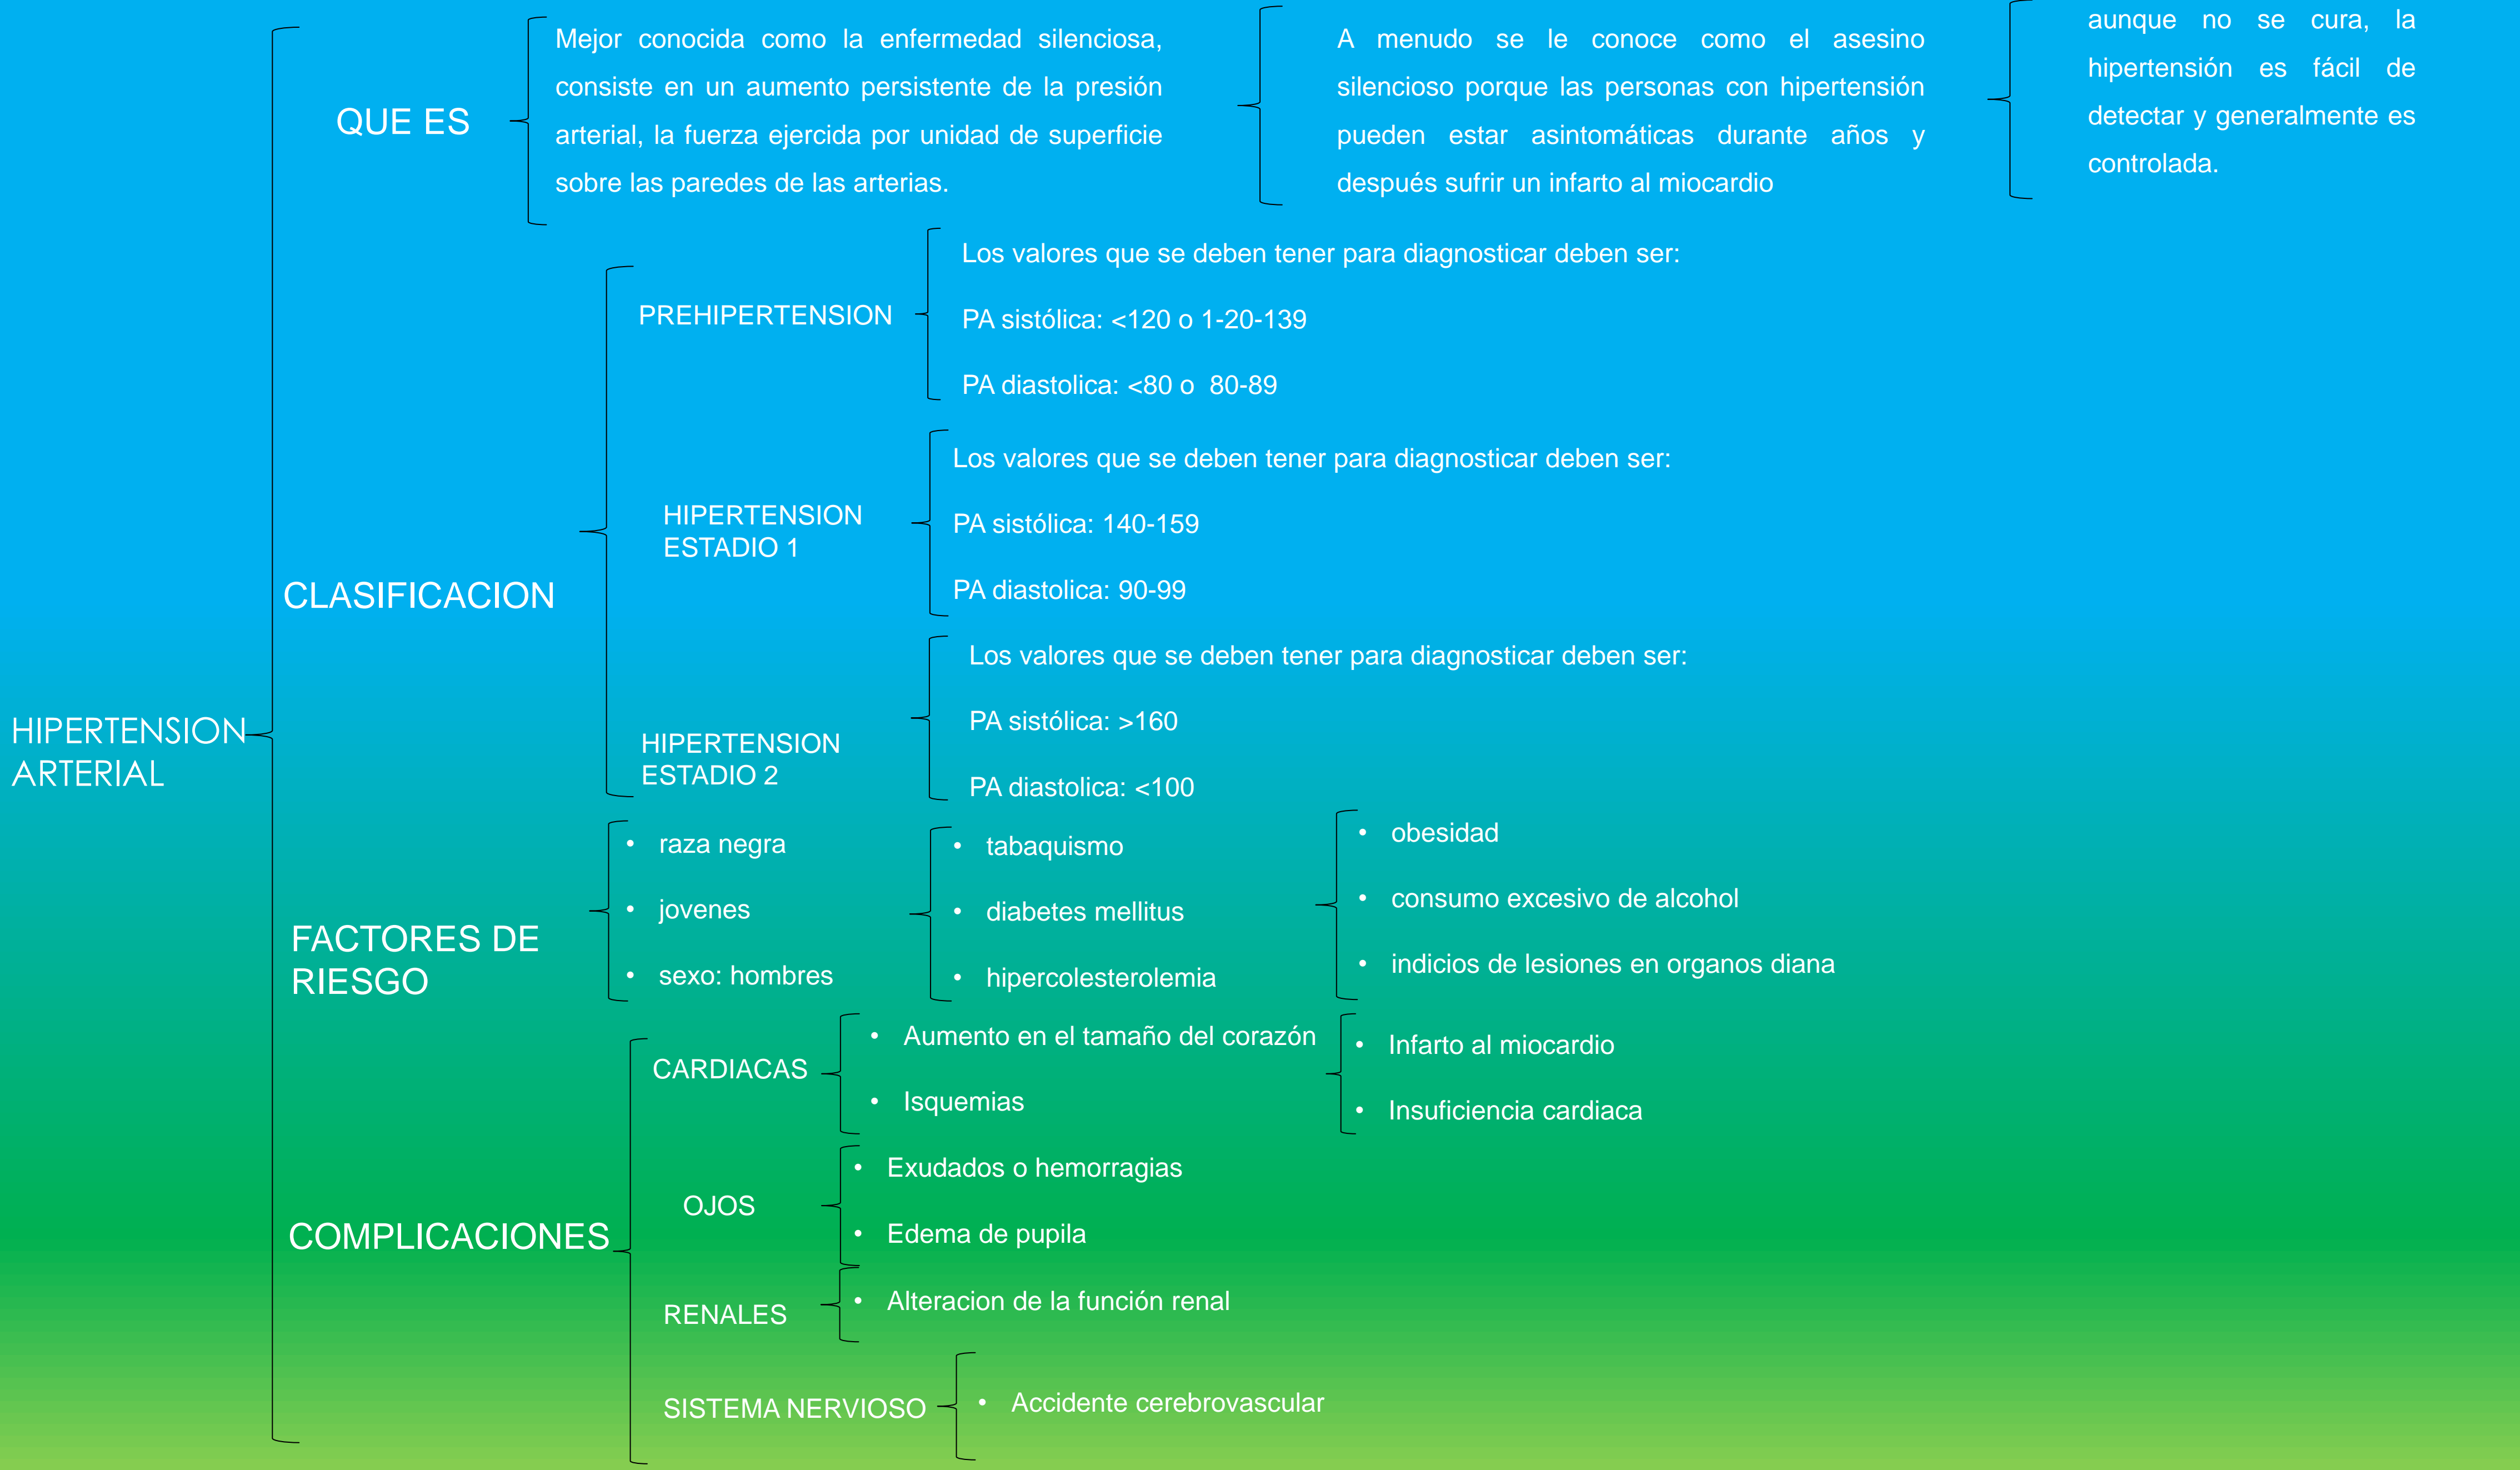 HIPERTENSION
ARTERIAL
QUE ES
Mejor conocida como la enfermedad silenciosa,
consiste en un aumento persistente de la presión
arterial, la fuerza ejercida por unidad de superficie
sobre las paredes de las arterias.
A menudo se le conoce como el asesino
silencioso porque las personas con hipertensión
pueden estar asintomáticas durante años y
después sufrir un infarto al miocardio
aunque no se cura, la
hipertensión es fácil de
detectar y generalmente es
controlada.
CLASIFICACION
PREHIPERTENSION
Los valores que se deben tener para diagnosticar deben ser:
PA sistólica: <120 o 1-20-139
PA diastolica: <80 o 80-89
HIPERTENSION
ESTADIO 1
Los valores que se deben tener para diagnosticar deben ser:
PA sistólica: 140-159
PA diastolica: 90-99
HIPERTENSION
ESTADIO 2
Los valores que se deben tener para diagnosticar deben ser:
PA sistólica: >160
PA diastolica: <100
FACTORES DE
RIESGO
• raza negra
• jovenes
• sexo: hombres
• tabaquismo
• diabetes mellitus
• hipercolesterolemia
• obesidad
• consumo excesivo de alcohol
• indicios de lesiones en organos diana
COMPLICACIONES
CARDIACAS
• Aumento en el tamaño del corazón
• Isquemias
• Infarto al miocardio
• Insuficiencia cardiaca
OJOS
• Exudados o hemorragias
• Edema de pupila
RENALES
• Alteracion de la función renal
SISTEMA NERVIOSO
• Accidente cerebrovascular